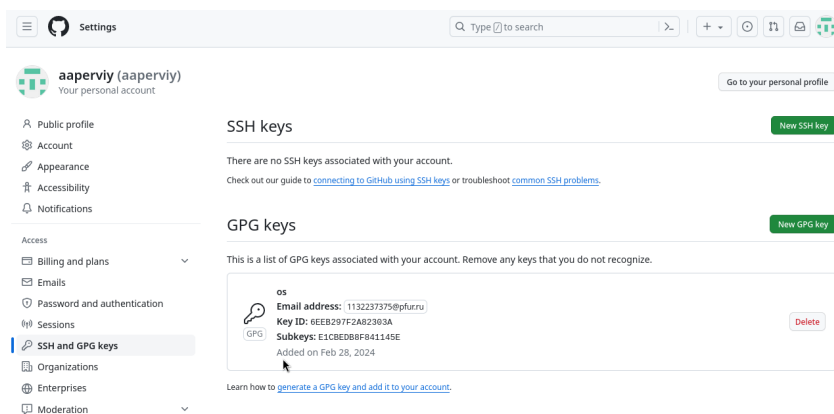 Settings
Type / to search
aaperviy (aaperviy)
Your personal account
Go to your personal profile
Public profile
Account
Appearance
Accessibility
Notifications
Access
Billing and plans
Emails
Password and authentication
Sessions
SSH and GPG keys
Organizations
Enterprises
Moderation
SSH keys
New SSH key
There are no SSH keys associated with your account.
Check out our guide to connecting to GitHub using SSH keys or troubleshoot common SSH problems.
GPG keys
New GPG key
This is a list of GPG keys associated with your account. Remove any keys that you do not recognize.
os
Email address: 1132237375@pfur.ru
Key ID: 6EEB297F2A82303A
Subkeys: E1CBEDB8F841145E
Added on Feb 28, 2024
GPG
Delete
Learn how to generate a GPG key and add it to your account.